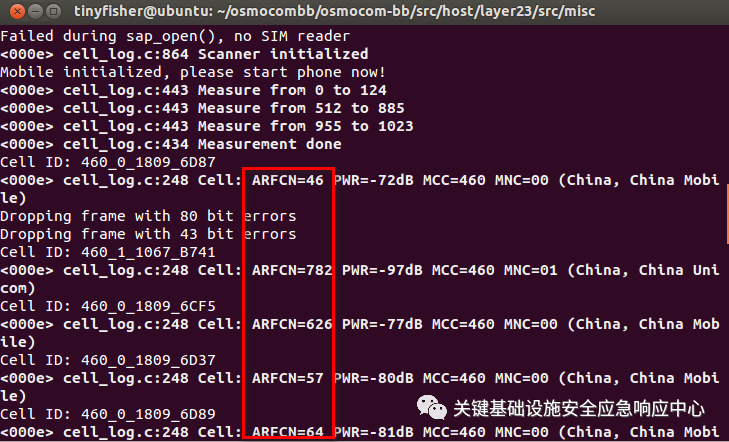 tinyfisher@ubuntu: ~/osmocombb/osmocom-bb/src/host/layer23/src/misc
Failed during sap_open(), no SIM reader
<000e> cell_log.c:864 Scanner initialized
Mobile initialized, please start phone now!
<000e> cell_log.c:443 Measure from 0 to 124
<000e> cell_log.c:443 Measure from 512 to 885
<000e> cell_log.c:443 Measure from 955 to 1023
<000e> cell_log.c:434 Measurement done
Cell ID: 460_0_1809_6D87
<000e> cell_log.c:248 Cell: ARFCN=46 PWR=-72dB MCC=460 MNC=00 (China, China Mobi
le)
Dropping frame with 80 bit errors
Dropping frame with 43 bit errors
Cell ID: 460_1_1067_B741
<000e> cell_log.c:248 Cell: ARFCN=782 PWR=-97dB MCC=460 MNC=01 (China, China Uni
com)
Cell ID: 460_0_1809_6CF5
<000e> cell_log.c:248 Cell: ARFCN=626 PWR=-77dB MCC=460 MNC=00 (China, China Mob
ile)
Cell ID: 460_0_1809_6D37
<000e> cell_log.c:248 Cell: ARFCN=57 PWR=-80dB MCC=460 MNC=00 (China, China Mobi
le)
Cell ID: 460_0_1809_6D89
<000e> cell_log.c:248 Cell: ARFCN=64 PWR=-81dB MCC=460 MNC=00 (China, China Mobi
关键基础设施安全应急响应中心